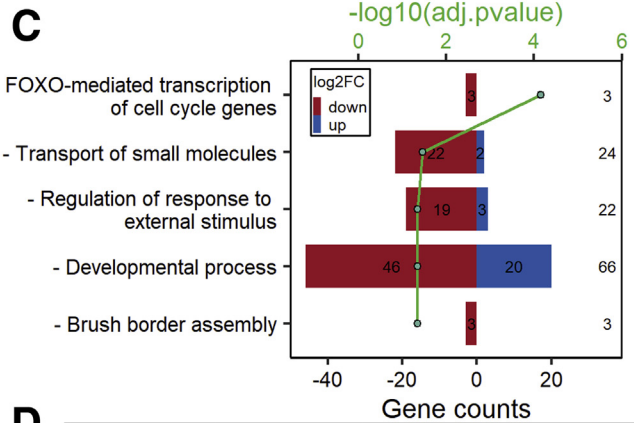 C
-log10(adj.pvalue)
0 2 4 6
log2FC
down
up
FOXO-mediated transcription
of cell cycle genes
3 3
- Transport of small molecules
22 2 24
- Regulation of response to
external stimulus
19 3 22
- Developmental process
46 20 66
- Brush border assembly
3 3
-40 -20 0 20
Gene counts
D